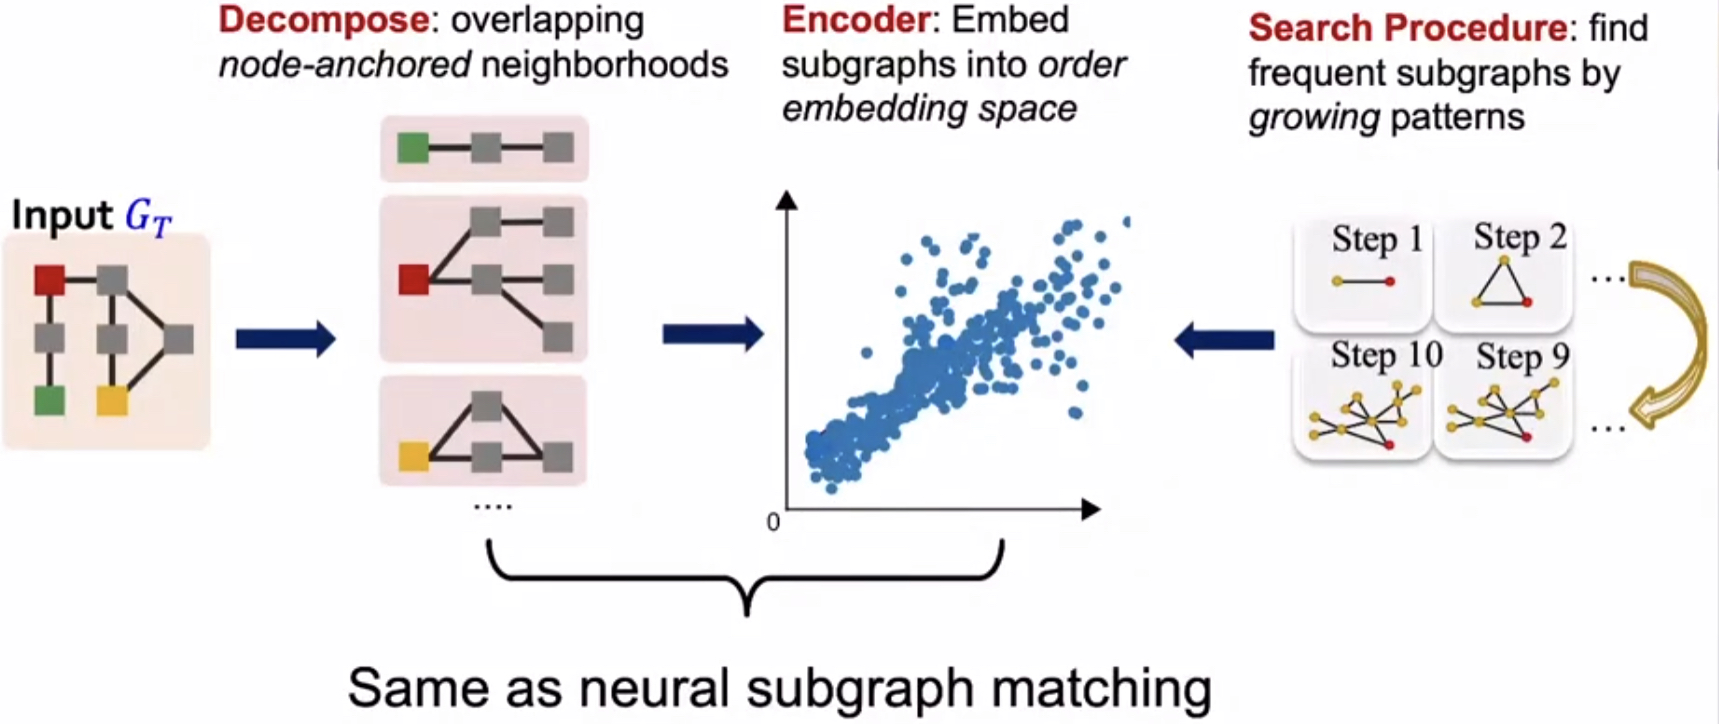 Decompose: overlapping
node-anchored neighborhoods
Encoder: Embed
subgraphs into order
embedding space
Search Procedure: find
frequent subgraphs by
growing patterns
Input G_T
....
0
Step 1
Step 2
...
Step 10
Step 9
...
Same as neural subgraph matching